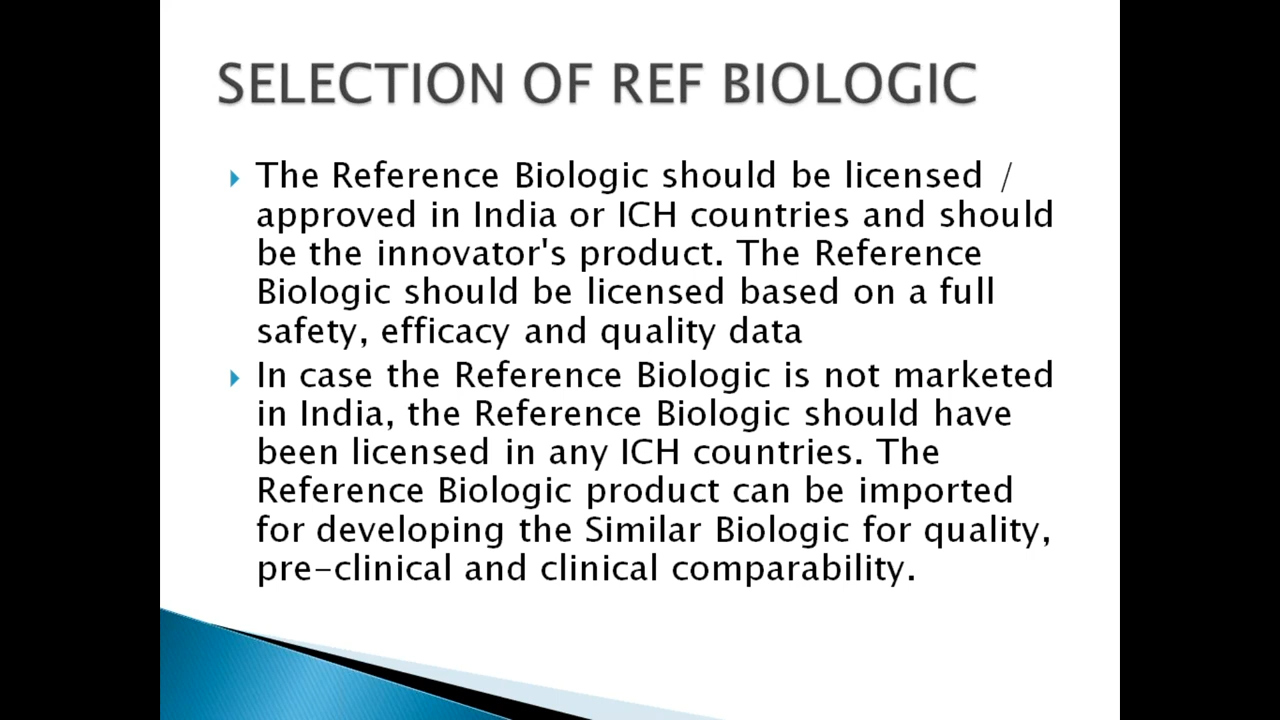 SELECTION OF REF BIOLOGIC
The Reference Biologic should be licensed /
approved in India or ICH countries and should
be the innovator's product. The Reference
Biologic should be licensed based on a full
safety, efficacy and quality data
In case the Reference Biologic is not marketed
in India, the Reference Biologic should have
been licensed in any ICH countries. The
Reference Biologic product can be imported
for developing the Similar Biologic for quality,
pre-clinical and clinical comparability.